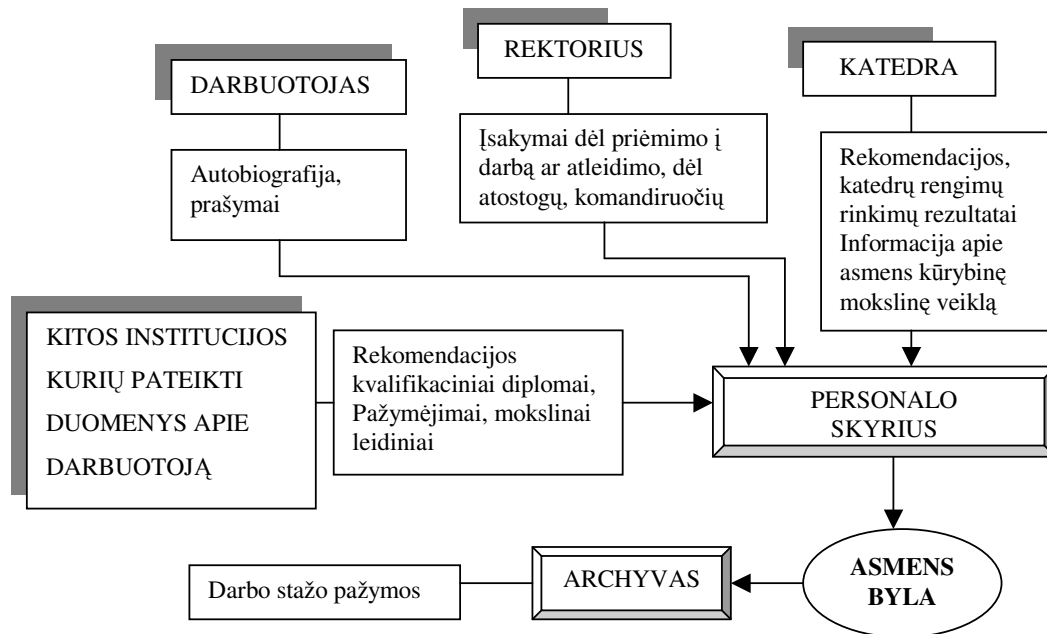 DARBUOTOJAS
REKTORIUS
KATEDRA
Autobiografija,
prašymai
Įsakymai dėl priėmimo į
darbą ar atleidimo, dėl
atostogų, komandiruočių
Rekomendacijos,
katedrų rengimų
rinkimų rezultatai
Informacija apie
asmens kūrybinę
mokslinę veiklą
KITOS INSTITUCIJOS
KURIŲ PATEIKTI
DUOMENYS APIE
DARBUOTOJĄ
Rekomendacijos
kvalifikaciniai diplomai,
Pažymėjimai, mokslinai
leidiniai
PERSONALO
SKYRIUS
Darbo stažo pažymos
ARCHYVAS
ASMENS
BYLA